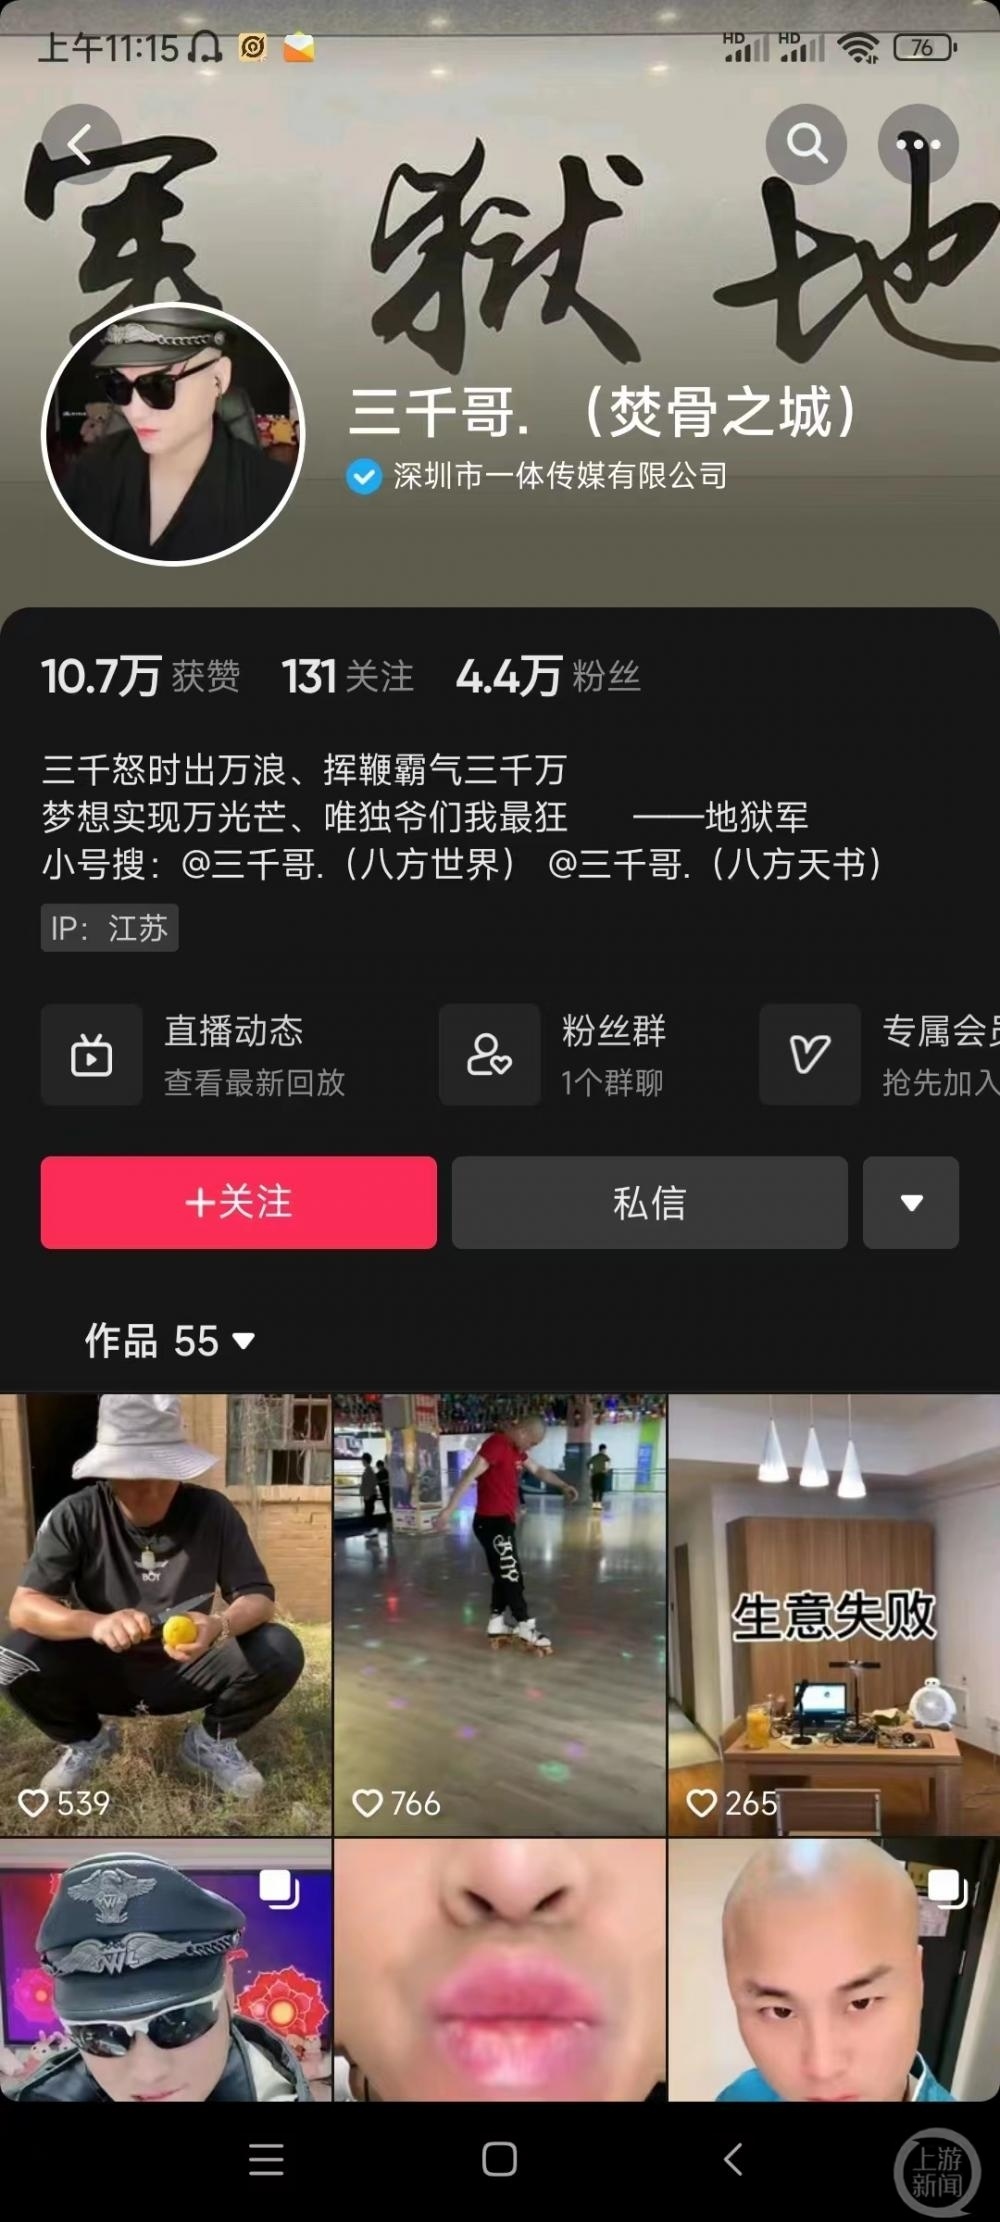 上午11:15
HD HD 76
军 狱 地
三千哥. （焚骨之城）
深圳市一体传媒有限公司
10.7万 获赞 131 关注 4.4万 粉丝
三千怒时出万浪、挥鞭霸气三千万
梦想实现万光芒、唯独爷们我最狂 ——地狱军
小号搜：@三千哥.（八方世界） @三千哥.（八方天书）
IP：江苏
直播动态 粉丝群 专属会员
查看最新回放 1个群聊 抢先加入
+关注 私信
作品 55
BOY
生意失败
539 766 265
上游
新闻